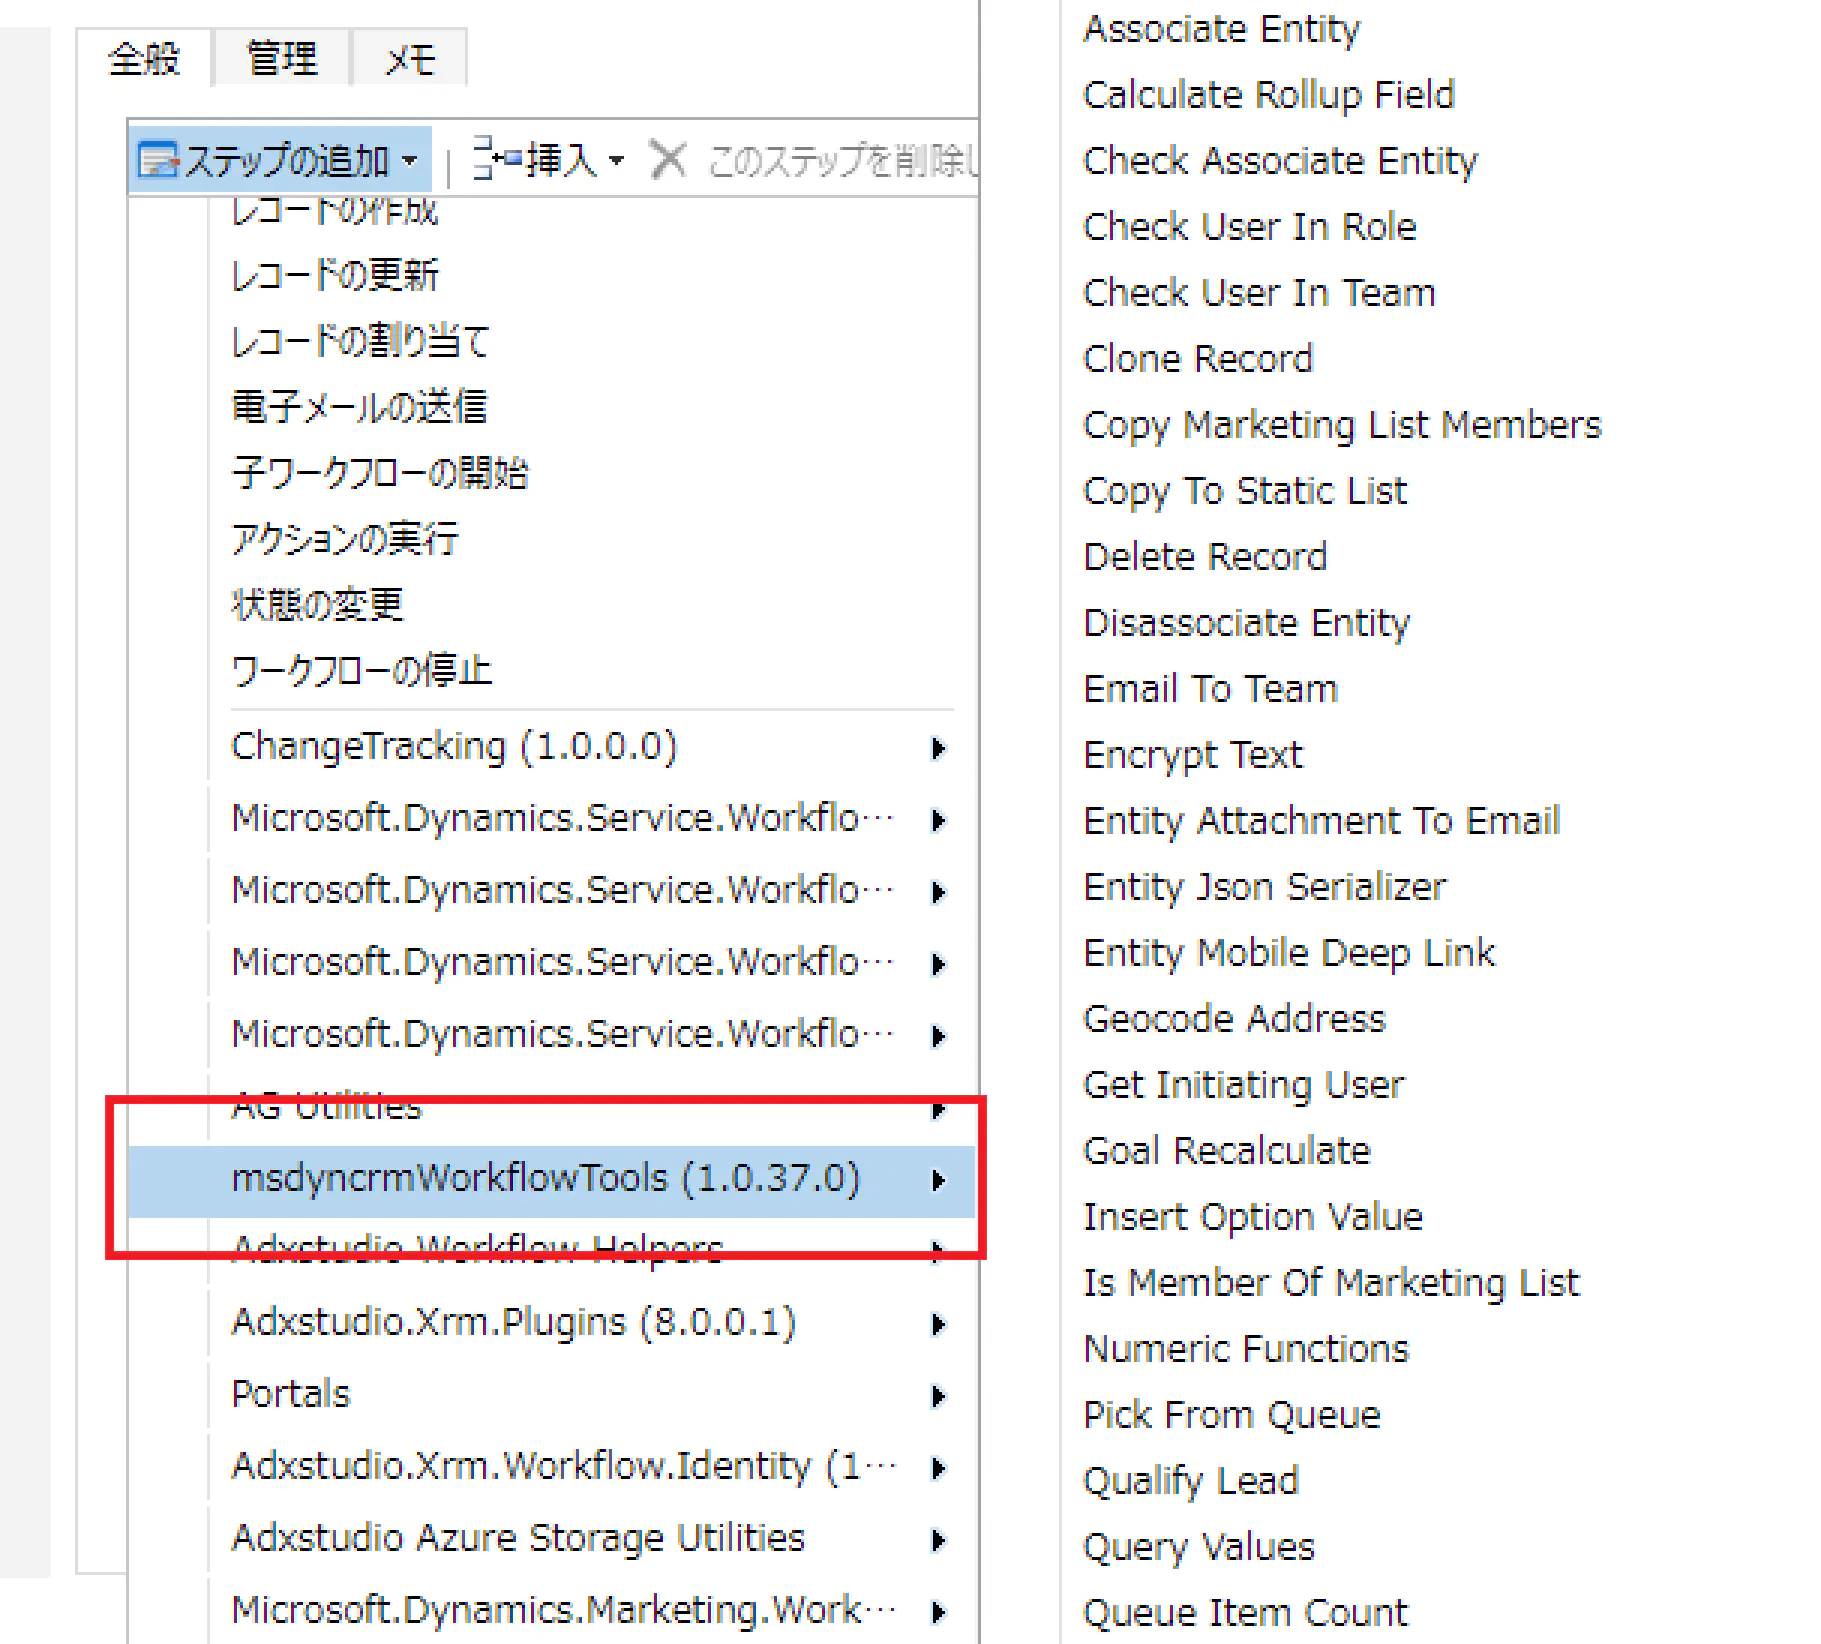 全般 管理 メモ
ステップの追加 挿入 このステップを削除し
レコードの作成
レコードの更新
レコードの割り当て
電子メールの送信
子ワークフローの開始
アクションの実行
状態の変更
ワークフローの停止
ChangeTracking (1.0.0.0)
Microsoft.Dynamics.Service.Workflo…
Microsoft.Dynamics.Service.Workflo…
Microsoft.Dynamics.Service.Workflo…
Microsoft.Dynamics.Service.Workflo…
AG Utilities
msdyncrmWorkflowTools (1.0.37.0)
Adxstudio Workflow Helpers
Adxstudio.Xrm.Plugins (8.0.0.1)
Portals
Adxstudio.Xrm.Workflow.Identity (1…
Adxstudio Azure Storage Utilities
Microsoft.Dynamics.Marketing.Work…
Associate Entity
Calculate Rollup Field
Check Associate Entity
Check User In Role
Check User In Team
Clone Record
Copy Marketing List Members
Copy To Static List
Delete Record
Disassociate Entity
Email To Team
Encrypt Text
Entity Attachment To Email
Entity Json Serializer
Entity Mobile Deep Link
Geocode Address
Get Initiating User
Goal Recalculate
Insert Option Value
Is Member Of Marketing List
Numeric Functions
Pick From Queue
Qualify Lead
Query Values
Queue Item Count